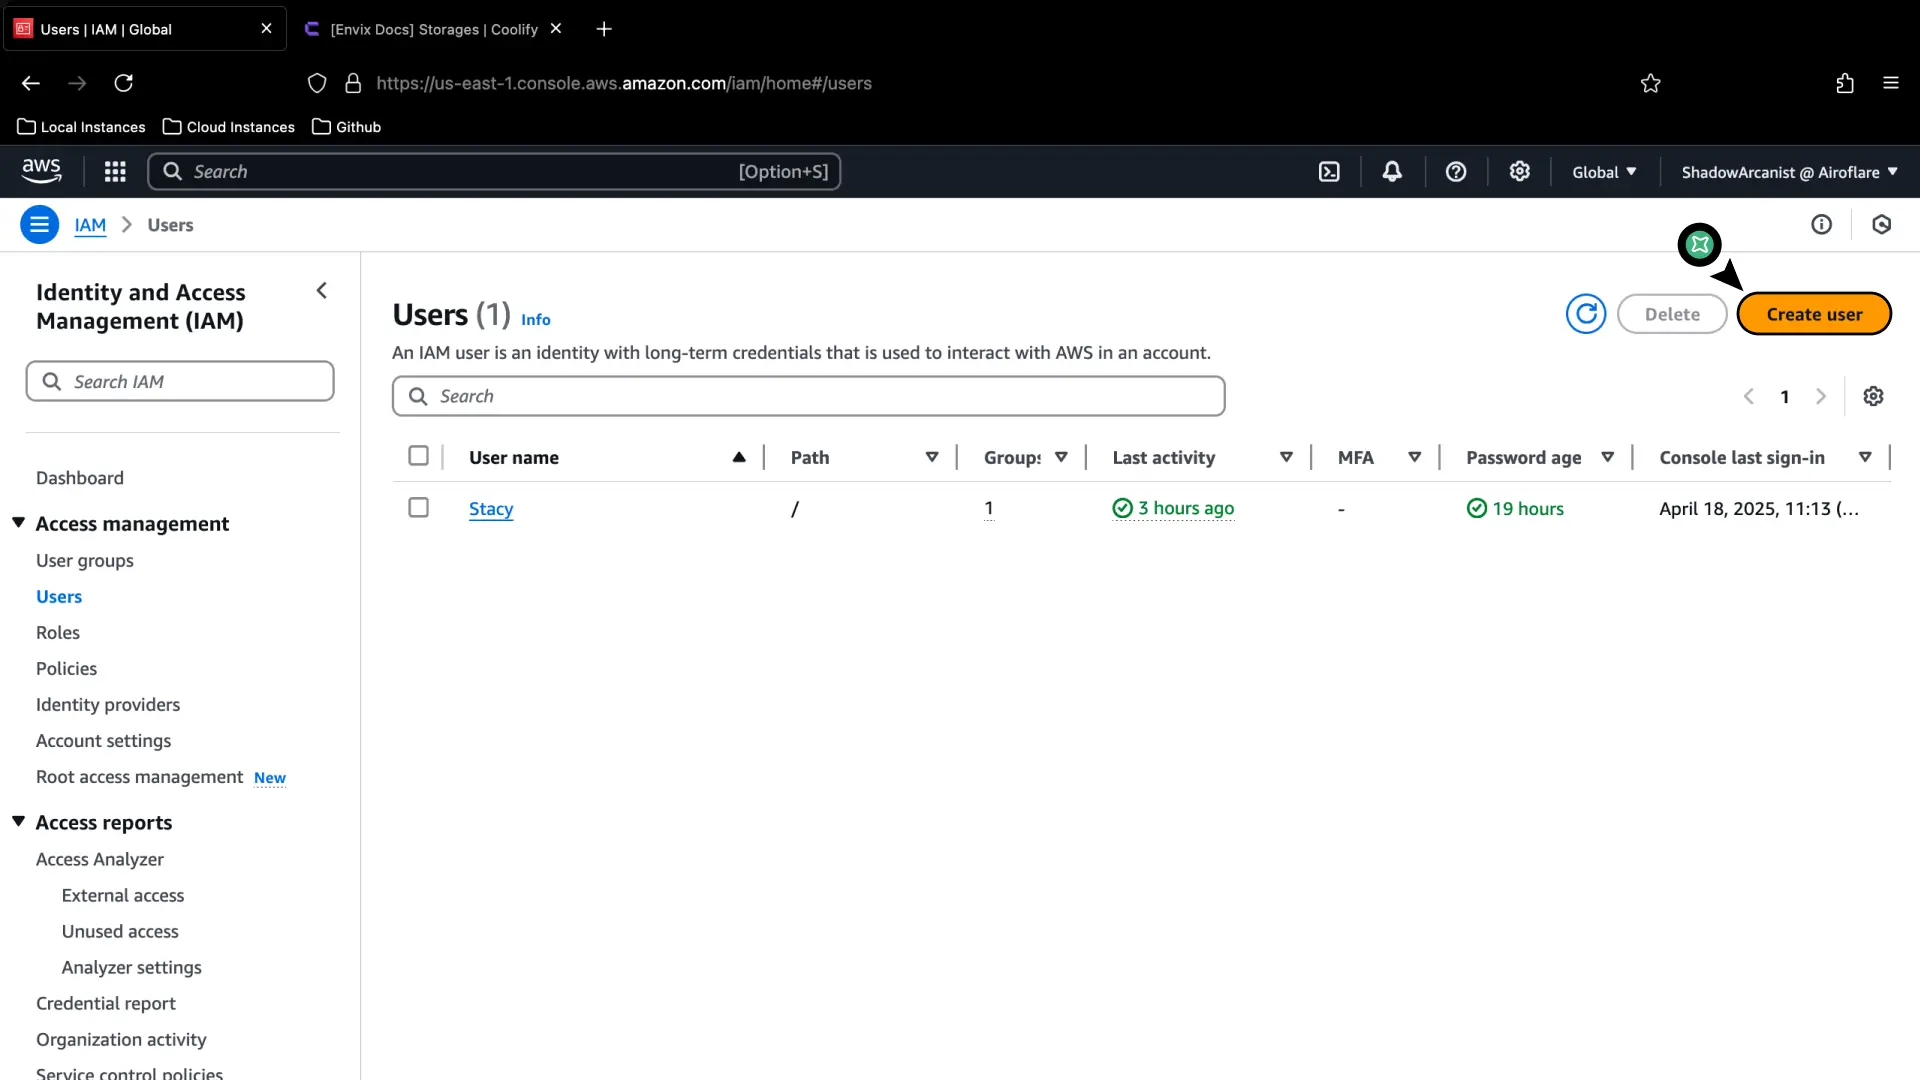 Users | IAM | Global
[Envix Docs] Storages | Coolify
https://us-east-1.console.aws.amazon.com/iam/home#/users
Local Instances
Cloud Instances
Github
aws
Search
[Option+S]
Global
ShadowArcanist @ Airoflare
IAM
Users
Identity and Access
Management (IAM)
Search IAM
Dashboard
Access management
User groups
Users
Roles
Policies
Identity providers
Account settings
Root access management New
Access reports
Access Analyzer
External access
Unused access
Analyzer settings
Credential report
Organization activity
Service control policies
Users (1) Info
Delete
Create user
An IAM user is an identity with long-term credentials that is used to interact with AWS in an account.
Search
1
User name
Path
Groups
Last activity
MFA
Password age
Console last sign-in
Stacy
/
1
3 hours ago
-
19 hours
April 18, 2025, 11:13 (...